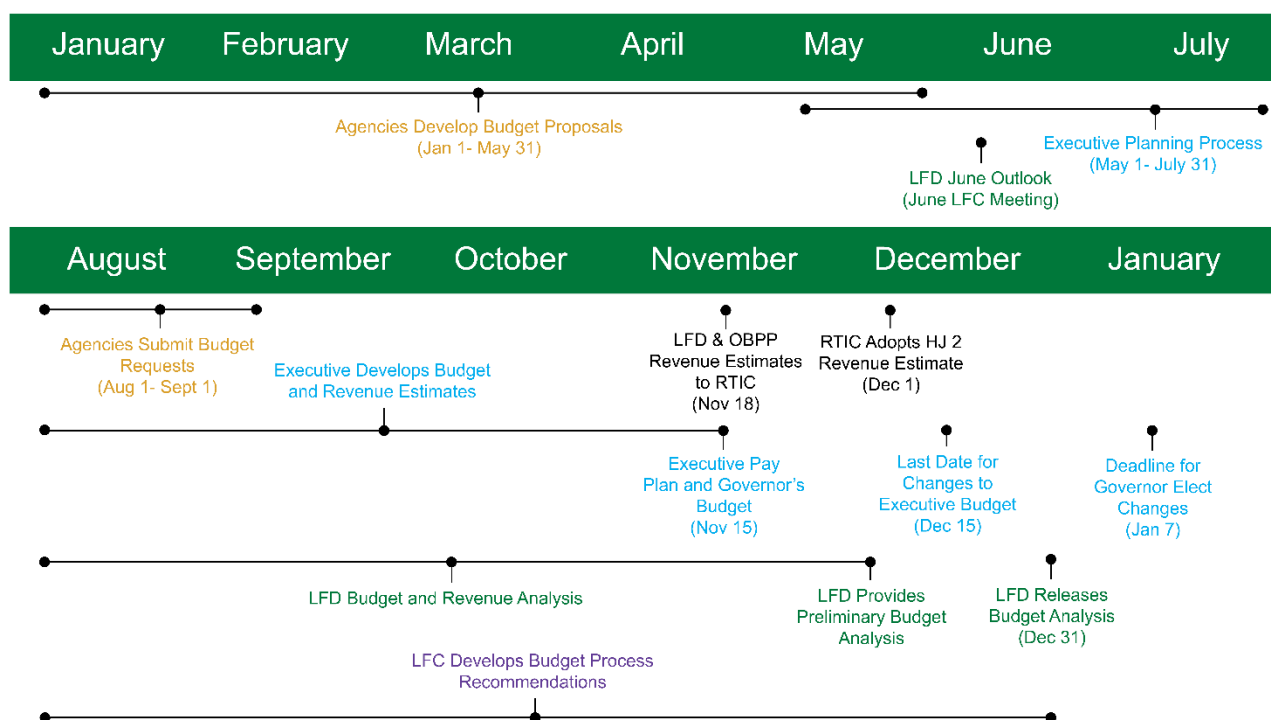 January February March April May June July
Agencies Develop Budget Proposals
(Jan 1- May 31)
Executive Planning Process
(May 1- July 31)
LFD June Outlook
(June LFC Meeting)
August September October November December January
Agencies Submit Budget
Requests
(Aug 1- Sept 1)
Executive Develops Budget
and Revenue Estimates
LFD & OBPP
Revenue Estimates
to RTIC
(Nov 18)
RTIC Adopts HJ 2
Revenue Estimate
(Dec 1)
Executive Pay
Plan and Governor's
Budget
(Nov 15)
Last Date for
Changes to
Executive Budget
(Dec 15)
Deadline for
Governor Elect
Changes
(Jan 7)
LFD Budget and Revenue Analysis
LFD Provides
Preliminary Budget
Analysis
LFD Releases
Budget Analysis
(Dec 31)
LFC Develops Budget Process
Recommendations